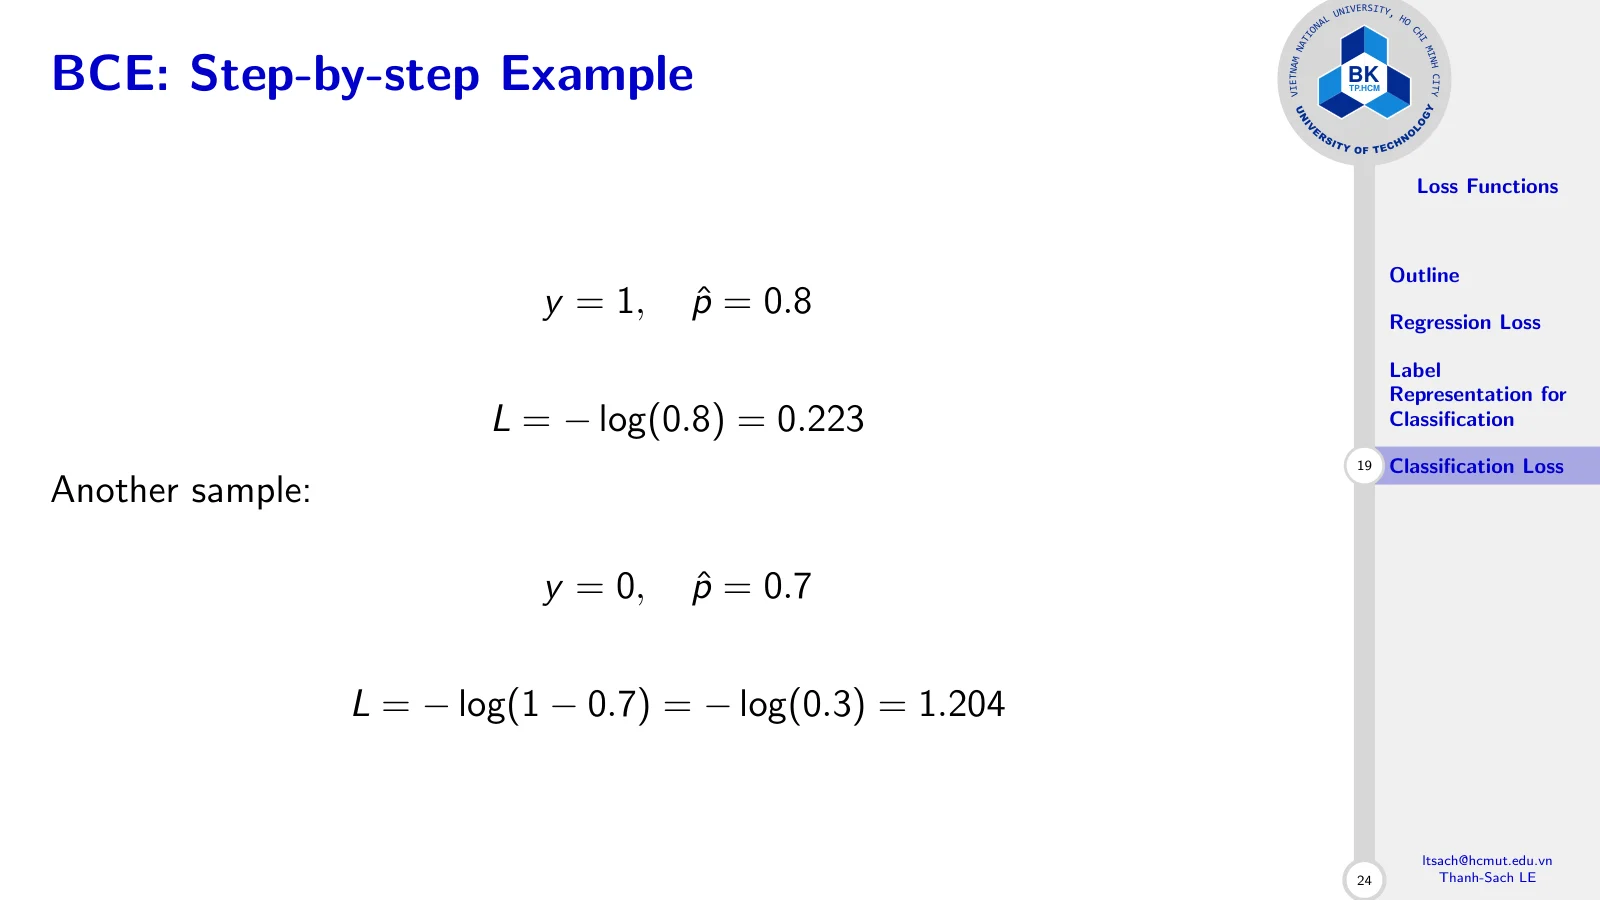 BCE: Step-by-step Example
y = 1, p̂ = 0.8
L = − log(0.8) = 0.223
Another sample:
y = 0, p̂ = 0.7
L = − log(1 − 0.7) = − log(0.3) = 1.204
VIETNAM NATIONAL UNIVERSITY, HO CHI MINH CITY
BK
TP.HCM
UNIVERSITY OF TECHNOLOGY
Loss Functions
Outline
Regression Loss
Label
Representation for
Classification
19 Classification Loss
ltsach@hcmut.edu.vn
Thanh-Sach LE
24